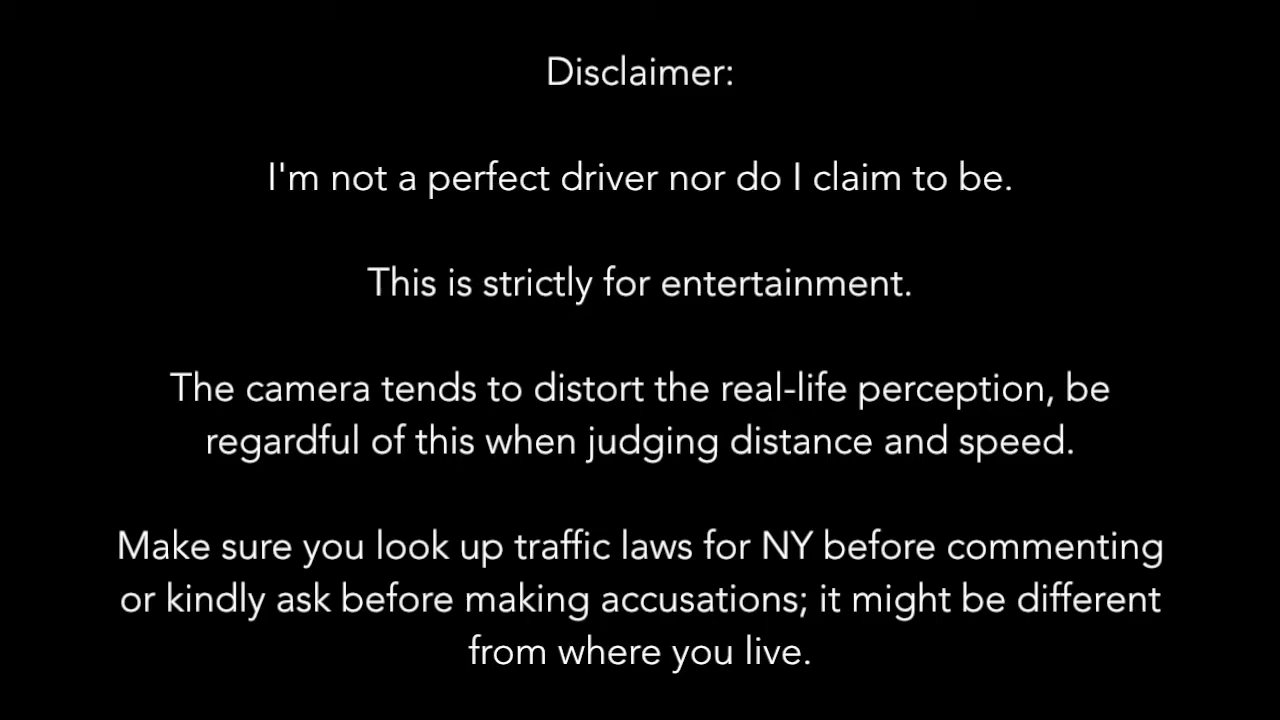 Disclaimer:
I'm not a perfect driver nor do I claim to be.
This is strictly for entertainment.
The camera tends to distort the real-life perception, be
regardful of this when judging distance and speed.
Make sure you look up traffic laws for NY before commenting
or kindly ask before making accusations; it might be different
from where you live.